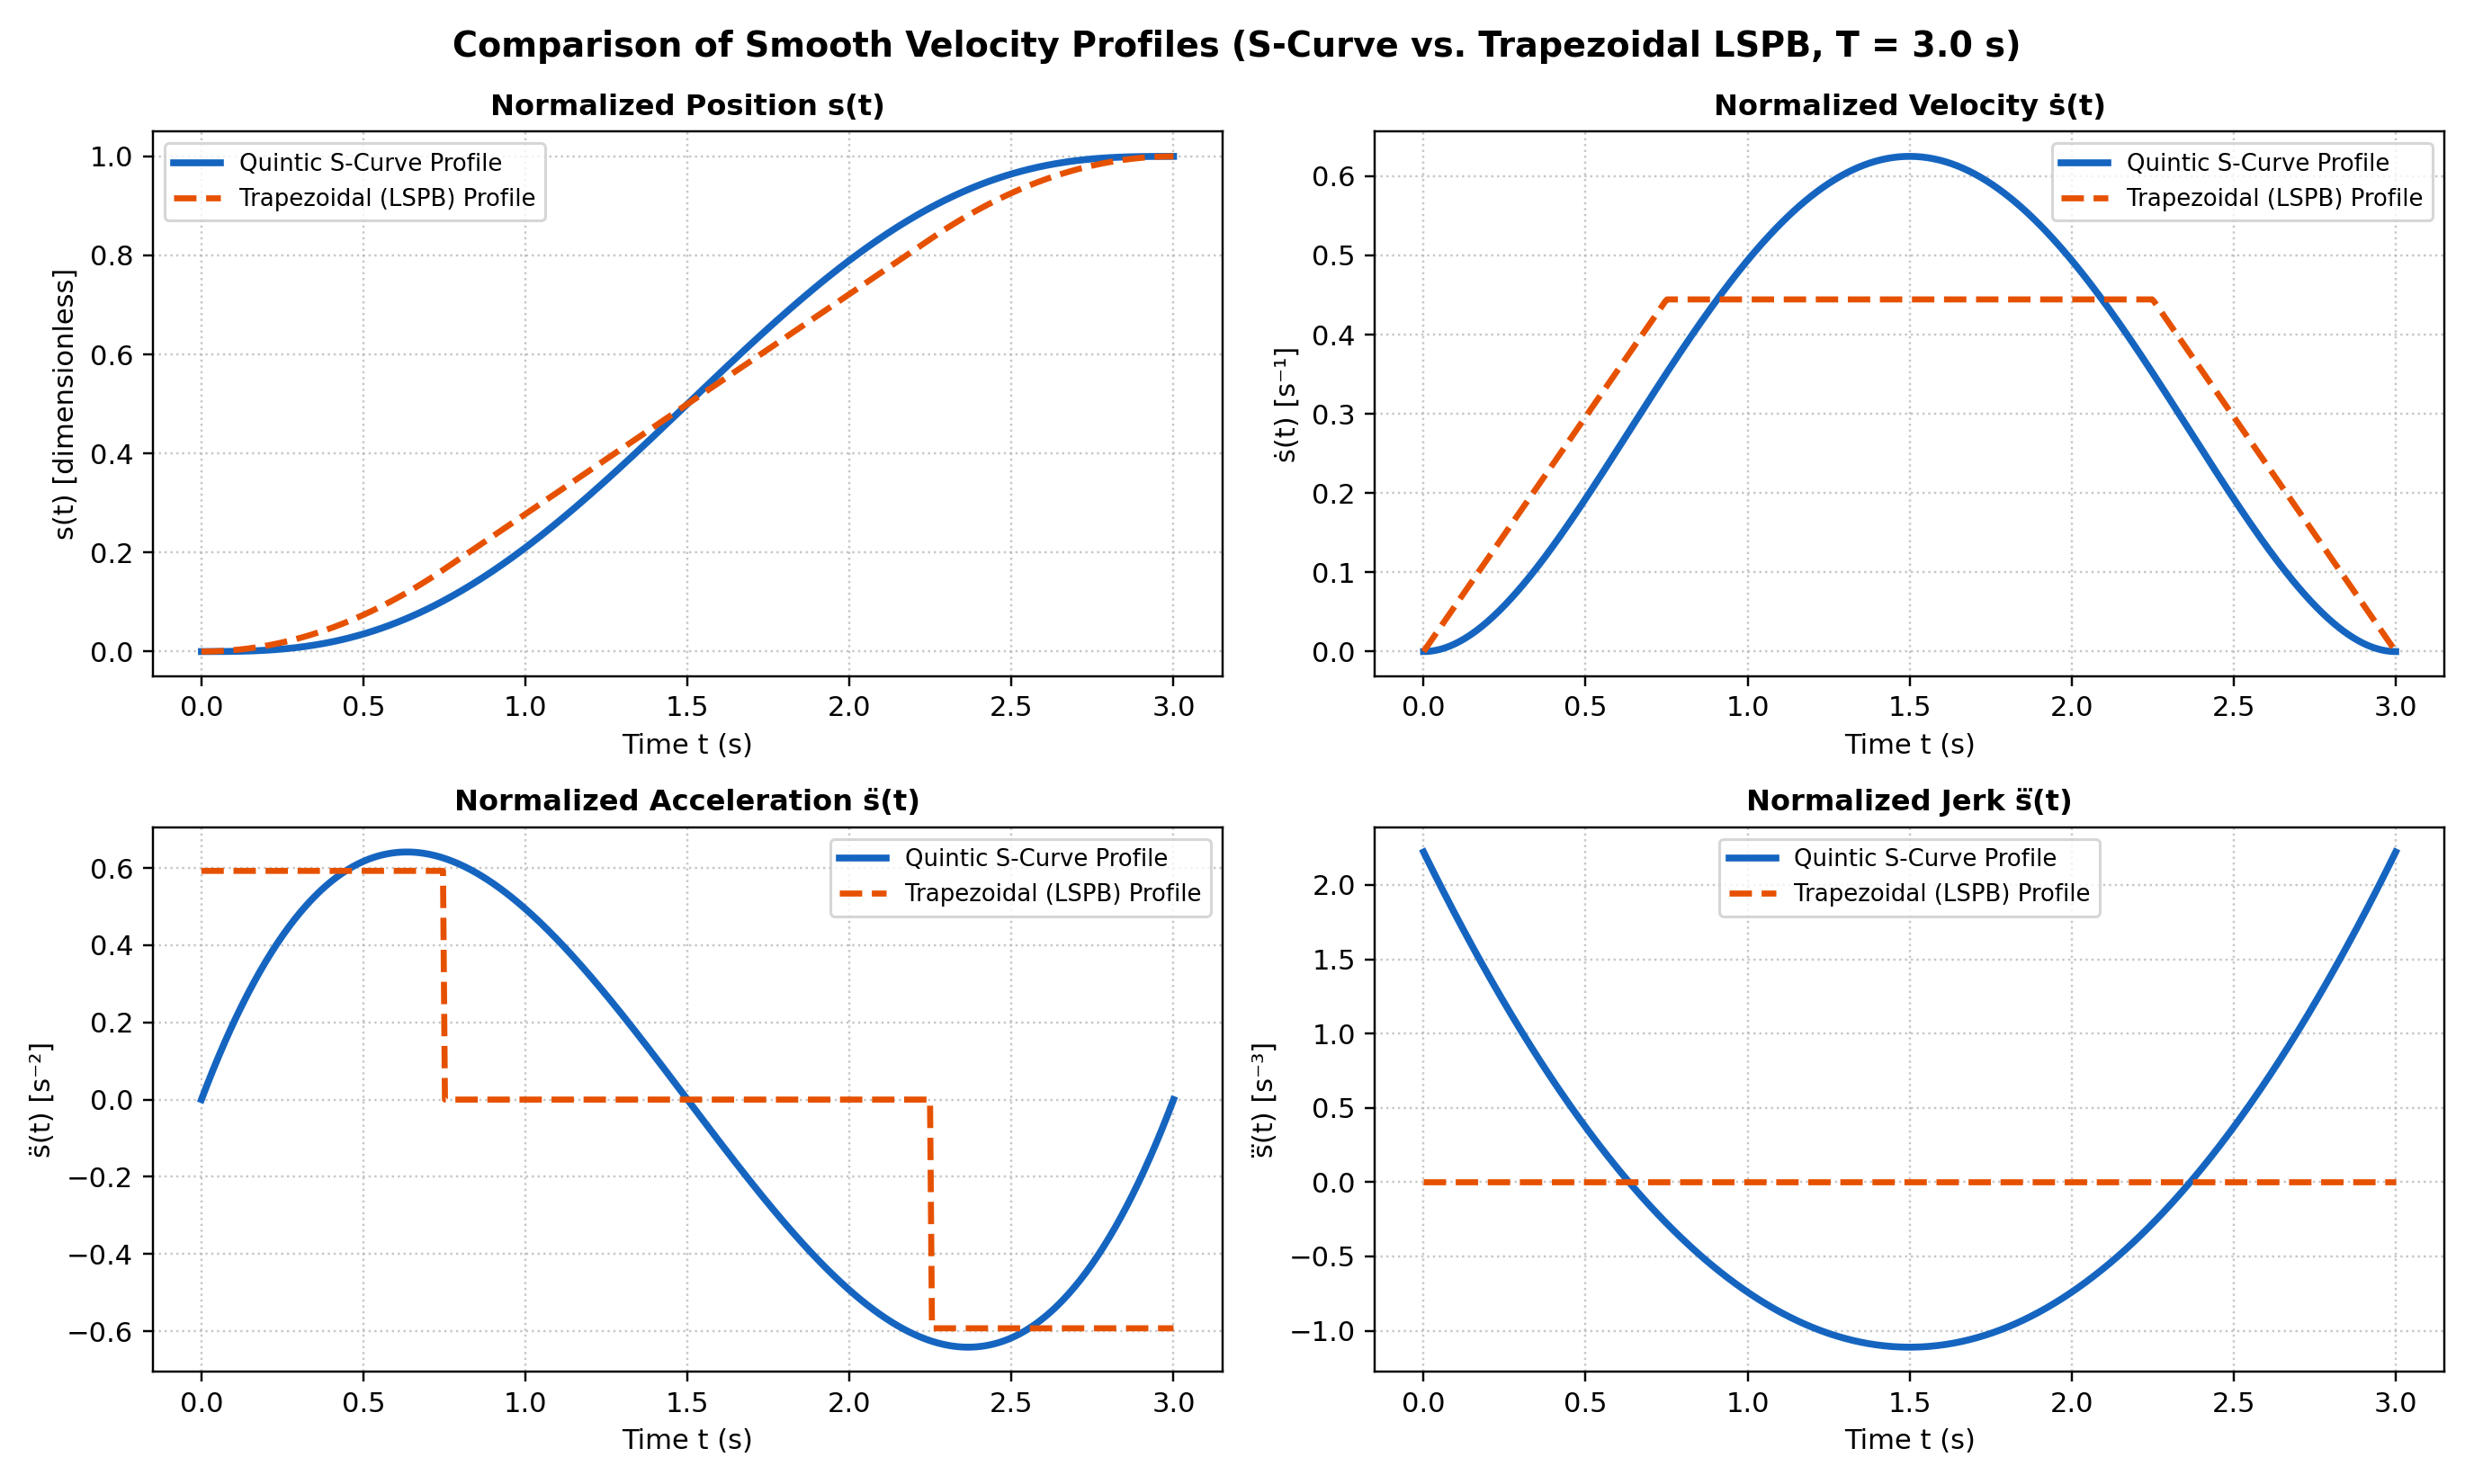 Comparison of Smooth Velocity Profiles (S-Curve vs. Trapezoidal LSPB, T = 3.0 s)
Normalized Position s(t)
Quintic S-Curve Profile
Trapezoidal (LSPB) Profile
s(t) [dimensionless]
1.0
0.8
0.6
0.4
0.2
0.0
0.0 0.5 1.0 1.5 2.0 2.5 3.0
Time t (s)
Normalized Velocity ṡ(t)
Quintic S-Curve Profile
Trapezoidal (LSPB) Profile
ṡ(t) [s⁻¹]
0.6
0.5
0.4
0.3
0.2
0.1
0.0
0.0 0.5 1.0 1.5 2.0 2.5 3.0
Time t (s)
Normalized Acceleration s̈(t)
Quintic S-Curve Profile
Trapezoidal (LSPB) Profile
s̈(t) [s⁻²]
0.6
0.4
0.2
0.0
−0.2
−0.4
−0.6
0.0 0.5 1.0 1.5 2.0 2.5 3.0
Time t (s)
Normalized Jerk s⃛(t)
Quintic S-Curve Profile
Trapezoidal (LSPB) Profile
s⃛(t) [s⁻³]
2.0
1.5
1.0
0.5
0.0
−0.5
−1.0
0.0 0.5 1.0 1.5 2.0 2.5 3.0
Time t (s)